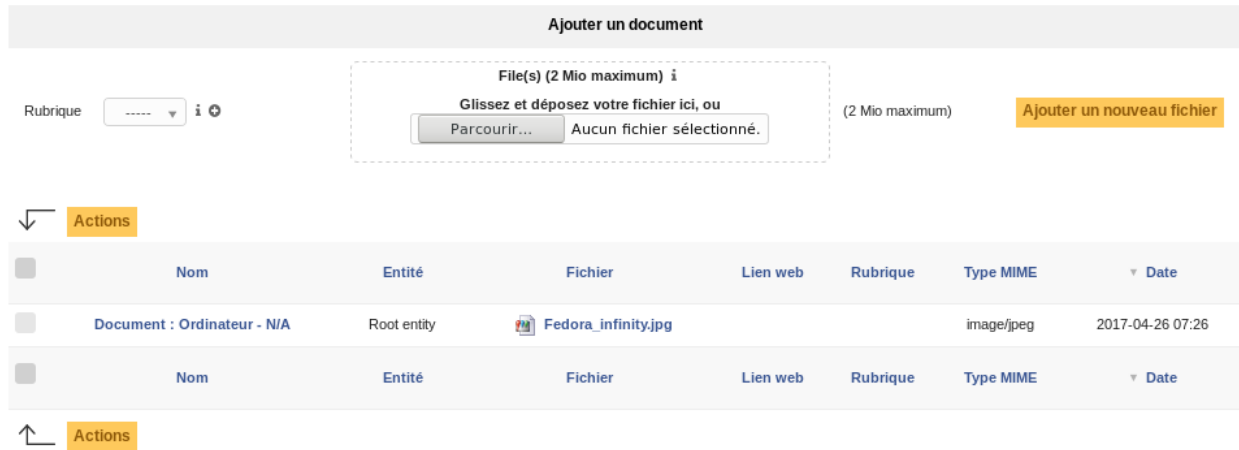 Ajouter un document
File(s) (2 Mio maximum)
Glissez et déposez votre fichier ici, ou
Rubrique ----- Parcourir... Aucun fichier sélectionné. (2 Mio maximum) Ajouter un nouveau fichier
Actions
Nom Entité Fichier Lien web Rubrique Type MIME Date
Document : Ordinateur - N/A Root entity Fedora_infinity.jpg image/jpeg 2017-04-26 07:26
Nom Entité Fichier Lien web Rubrique Type MIME Date
Actions